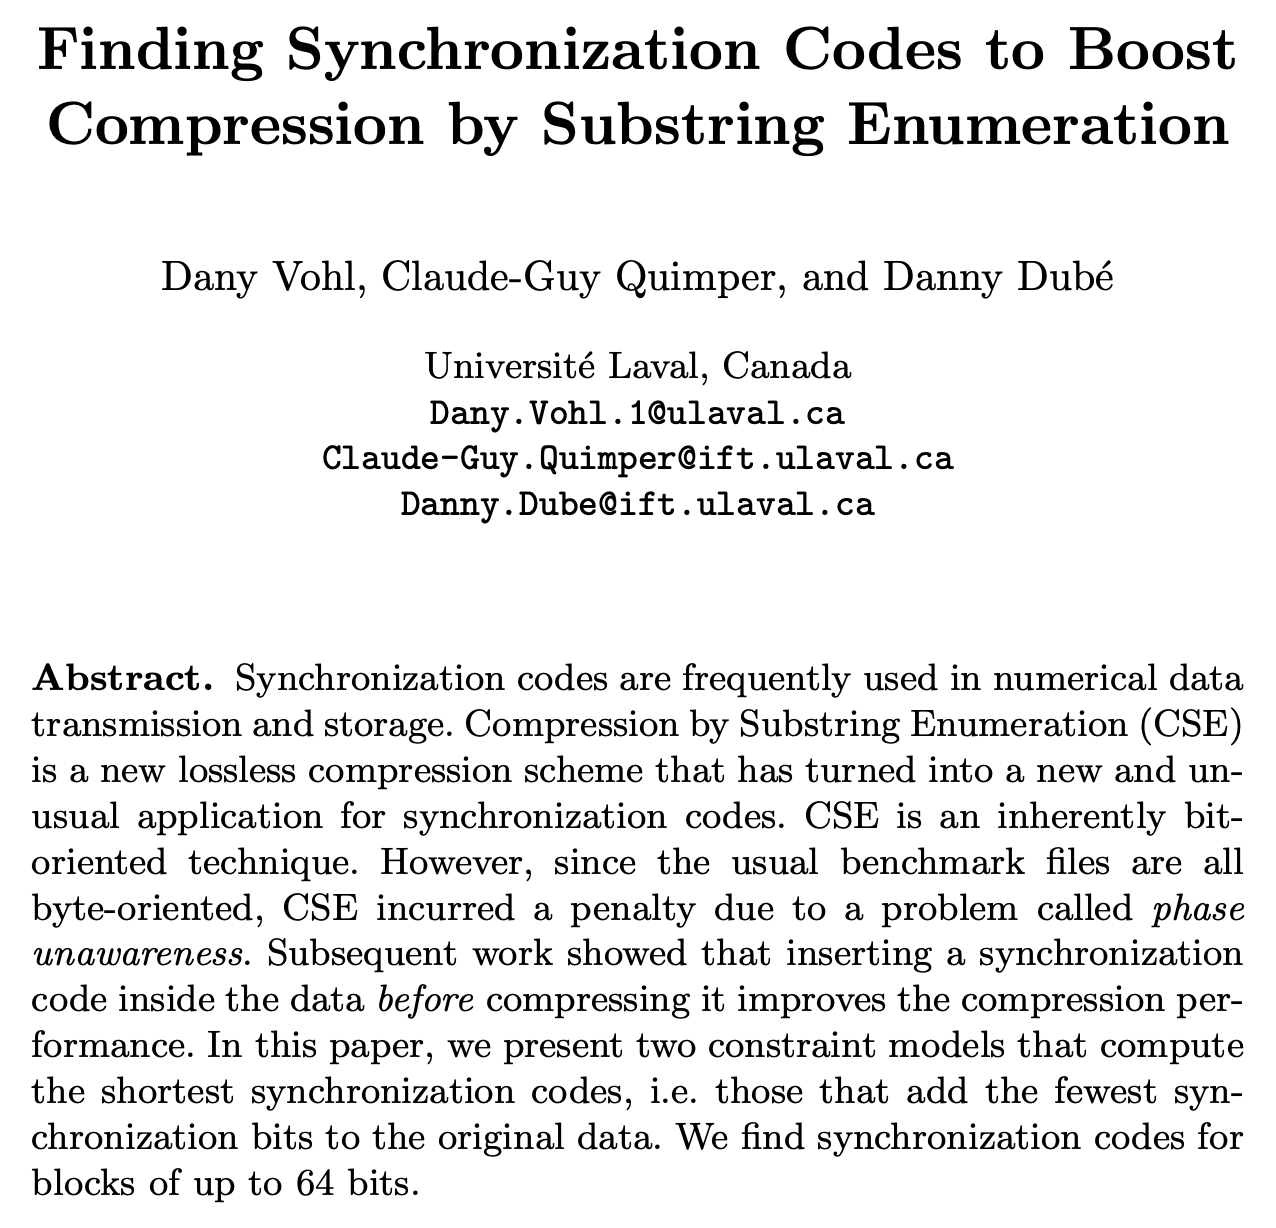 Finding Synchronization Codes to Boost
Compression by Substring Enumeration
Dany Vohl, Claude-Guy Quimper, and Danny Dubé
Université Laval, Canada
Dany.Vohl.1@ulaval.ca
Claude-Guy.Quimper@ift.ulaval.ca
Danny.Dube@ift.ulaval.ca
Abstract. Synchronization codes are frequently used in numerical data
transmission and storage. Compression by Substring Enumeration (CSE)
is a new lossless compression scheme that has turned into a new and un-
usual application for synchronization codes. CSE is an inherently bit-
oriented technique. However, since the usual benchmark files are all
byte-oriented, CSE incurred a penalty due to a problem called phase
unawareness. Subsequent work showed that inserting a synchronization
code inside the data before compressing it improves the compression per-
formance. In this paper, we present two constraint models that compute
the shortest synchronization codes, i.e. those that add the fewest syn-
chronization bits to the original data. We find synchronization codes for
blocks of up to 64 bits.